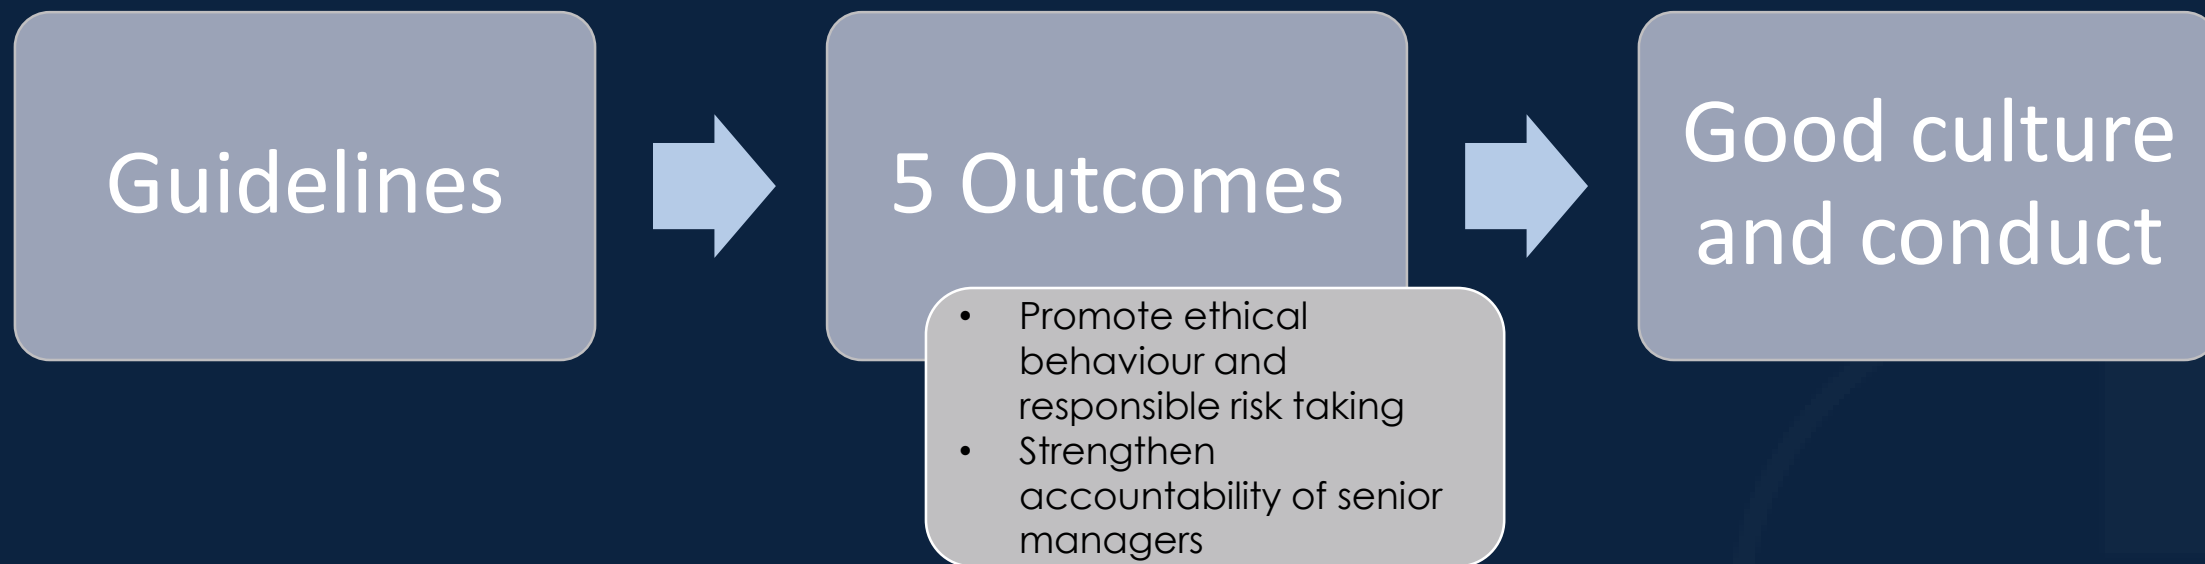 Guidelines
5 Outcomes
Good culture
and conduct
• Promote ethical
behaviour and
responsible risk taking
• Strengthen
accountability of senior
managers